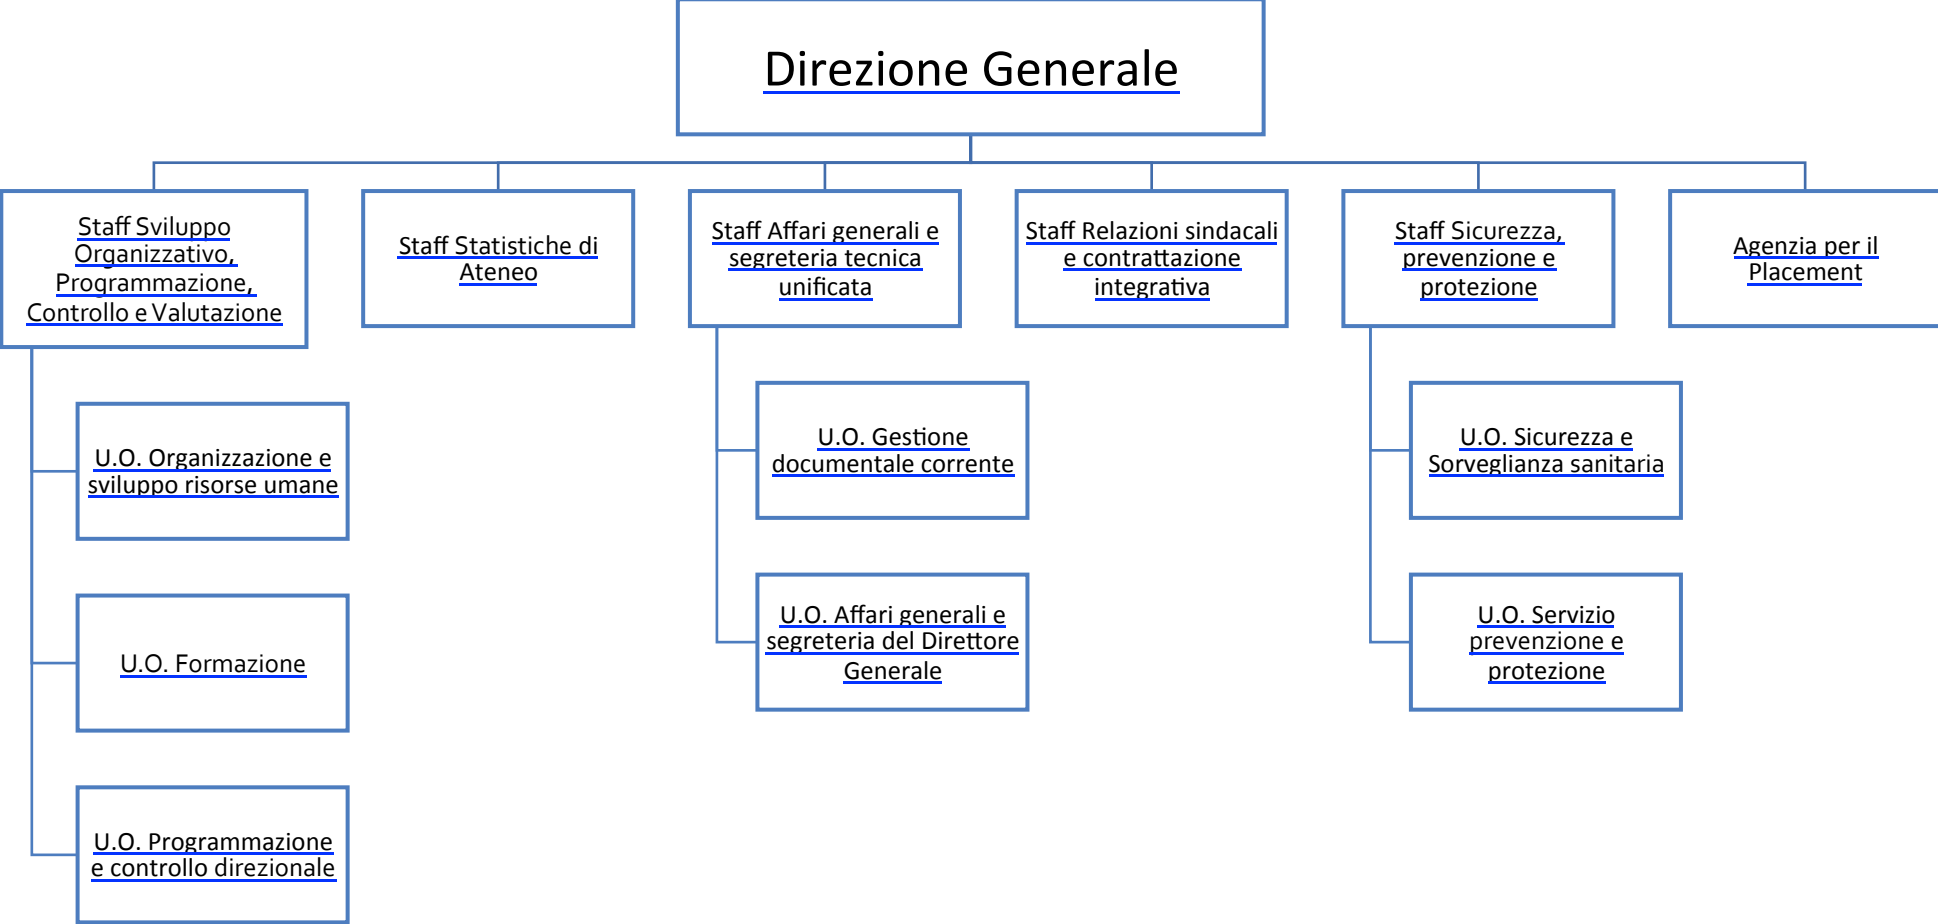 Direzione Generale
Staff Sviluppo
Organizzativo,
Programmazione,
Controllo e Valutazione
Staff Statistiche di
Ateneo
Staff Affari generali e
segreteria tecnica
unificata
Staff Relazioni sindacali
e contrattazione
integrativa
Staff Sicurezza,
prevenzione e
protezione
Agenzia per il
Placement
U.O. Organizzazione e
sviluppo risorse umane
U.O. Formazione
U.O. Programmazione
e controllo direzionale
U.O. Gestione
documentale corrente
U.O. Affari generali e
segreteria del Direttore
Generale
U.O. Sicurezza e
Sorveglianza sanitaria
U.O. Servizio
prevenzione e
protezione